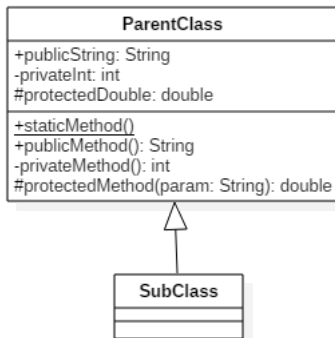 ParentClass
+publicString: String
-privateInt: int
#protectedDouble: double
+staticMethod()
+publicMethod(): String
-privateMethod(): int
#protectedMethod(param: String): double
SubClass